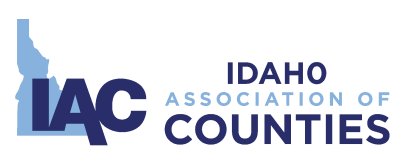 IAC
IDAHO
ASSOCIATION OF
COUNTIES